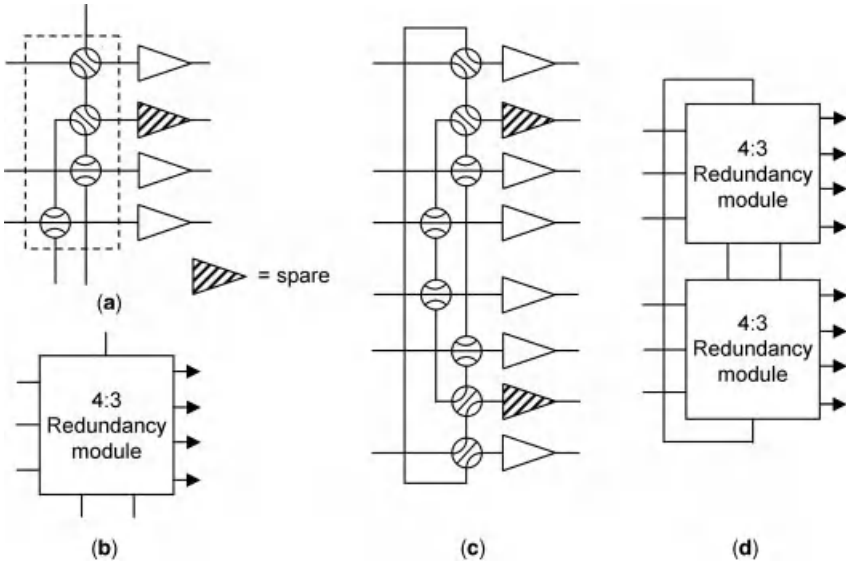 = spare
(a)
4:3
Redundancy
module
(b)
(c)
4:3
Redundancy
module
4:3
Redundancy
module
(d)